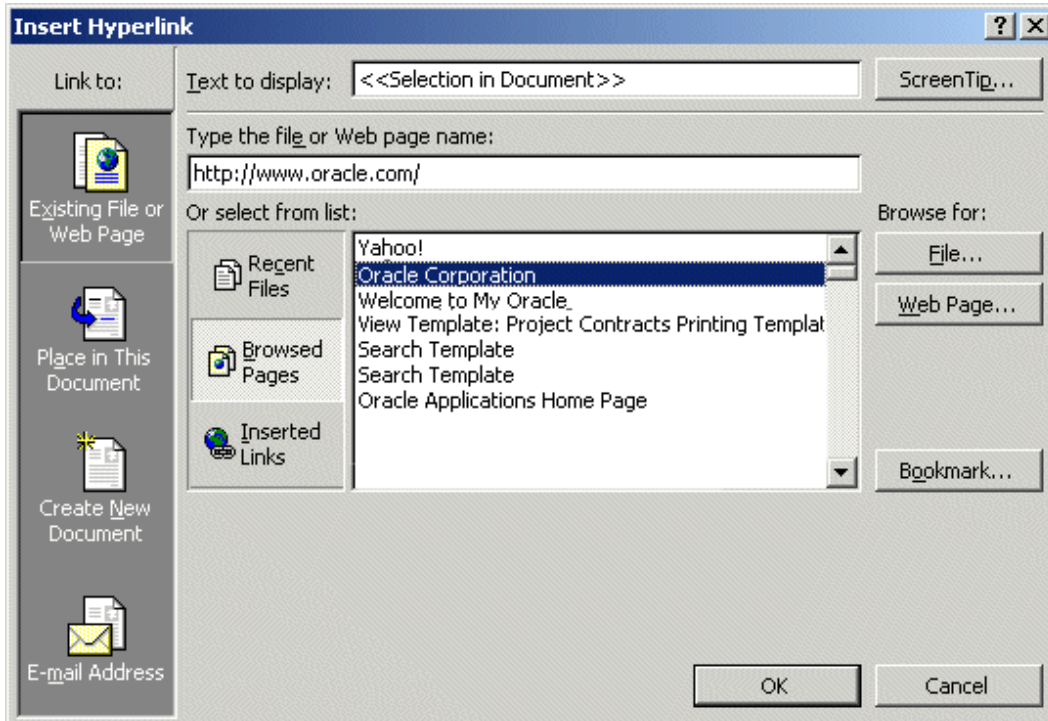 Insert Hyperlink
Link to:
Text to display:
<<Selection in Document>>
ScreenTip...
Existing File or
Web Page
Place in This
Document
Create New
Document
E-mail Address
Type the file or Web page name:
http://www.oracle.com/
Or select from list:
Recent
Files
Browsed
Pages
Inserted
Links
Yahoo!
Oracle Corporation
Welcome to My Oracle_
View Template: Project Contracts Printing Templat
Search Template
Search Template
Oracle Applications Home Page
Browse for:
File...
Web Page...
Bookmark...
OK
Cancel